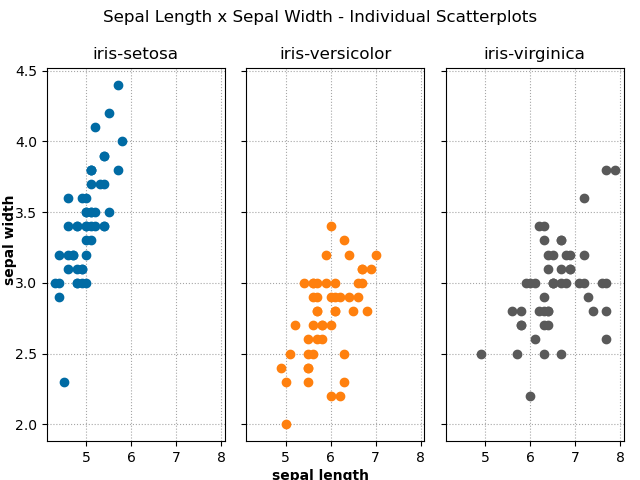 Sepal Length x Sepal Width - Individual Scatterplots
iris-setosa iris-versicolor iris-virginica
4.5
4.0
3.5
3.0
2.5
2.0
sepal width
5 6 7 8 5 6 7 8 5 6 7 8
sepal length